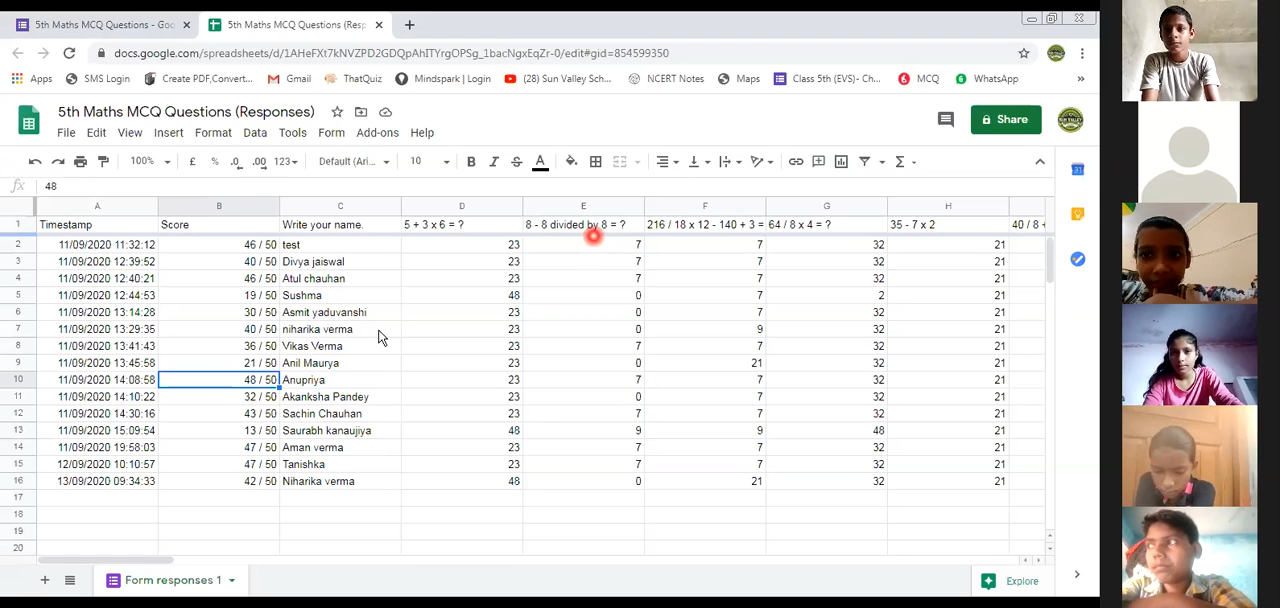 5th Maths MCQ Questions - Goo
5th Maths MCQ Questions (Resp
docs.google.com/spreadsheets/d/1AHeFXt7kNVZPD2GDQpAhITYrgOPBg_1bacNgxEqZr-0/edit#gid=854599350
Apps SMS Login Create PDF,Convert... Gmail ThatQuiz Mindspark | Login (28) Sun Valley Sch... NCERT Notes Maps Class 5th (EVS)- Ch... MCQ WhatsApp »
5th Maths MCQ Questions (Responses)
File Edit View Insert Format Data Tools Form Add-ons Help
Share
100% £ % .0 .00 123 Default (Ari... 10 B I S A Σ
fx 48
A B C D E F G H
1 Timestamp Score Write your name. 5 + 3 x 6 = ? 8 - 8 divided by 8 = ? 216 / 18 x 12 - 140 + 3 = 64 / 8 x 4 = ? 35 - 7 x 2 40 / 8 +
2 11/09/2020 11:32:12 46 / 50 test 23 7 7 32 21
3 11/09/2020 12:39:52 40 / 50 Divya jaiswal 23 7 7 32 21
4 11/09/2020 12:40:21 46 / 50 Atul chauhan 23 7 7 32 21
5 11/09/2020 12:44:53 19 / 50 Sushma 48 0 7 2 21
6 11/09/2020 13:14:28 30 / 50 Asmit yaduvanshi 23 0 7 32 21
7 11/09/2020 13:29:35 40 / 50 niharika verma 23 0 9 32 21
8 11/09/2020 13:41:43 36 / 50 Vikas Verma 23 7 7 32 21
9 11/09/2020 13:45:58 21 / 50 Anil Maurya 23 0 21 32 21
10 11/09/2020 14:08:58 48 / 50 Anupriya 23 7 7 32 21
11 11/09/2020 14:10:22 32 / 50 Akanksha Pandey 23 0 7 32 21
12 11/09/2020 14:30:16 43 / 50 Sachin Chauhan 23 7 7 32 21
13 11/09/2020 15:09:54 13 / 50 Saurabh kanaujiya 48 9 9 48 21
14 11/09/2020 19:58:03 47 / 50 Aman verma 23 7 7 32 21
15 12/09/2020 10:10:57 47 / 50 Tanishka 23 7 7 32 21
16 13/09/2020 09:34:33 42 / 50 Niharika verma 48 0 21 32 21
17
18
19
20
Form responses 1
Explore